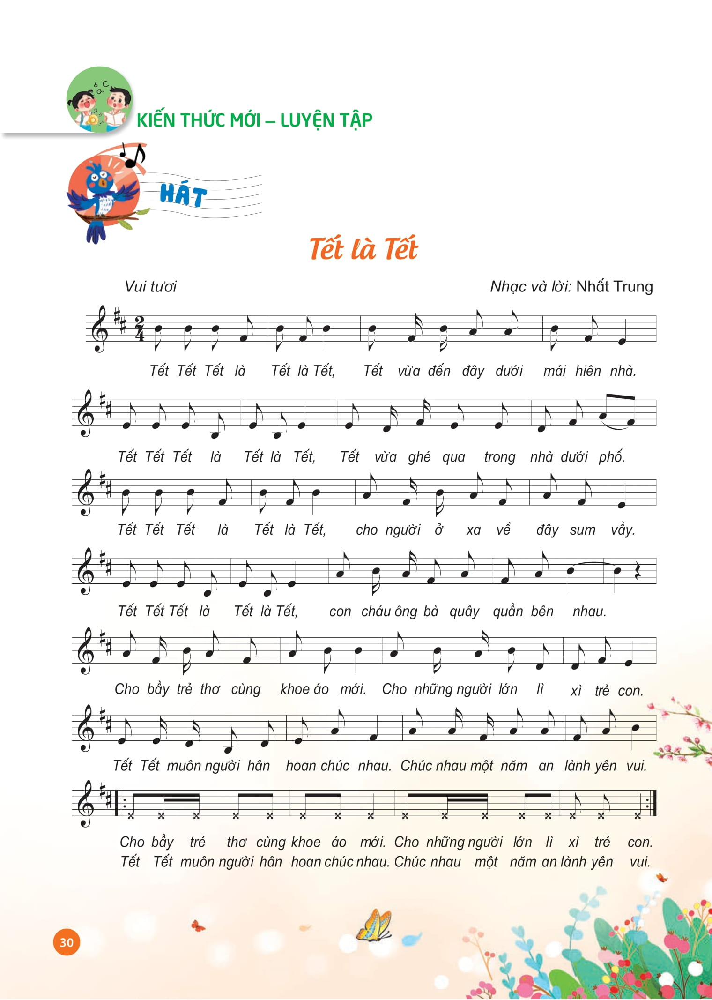 KIẾN THỨC MỚI – LUYỆN TẬP
HÁT
Tết là Tết
Vui tươi
Nhạc và lời: Nhất Trung
Tết Tết Tết là Tết là Tết, Tết vừa đến đây dưới mái hiên nhà.
Tết Tết Tết là Tết là Tết, Tết vừa ghé qua trong nhà dưới phố.
Tết Tết Tết là Tết là Tết, cho người ở xa về đây sum vầy.
Tết Tết Tết là Tết là Tết, con cháu ông bà quây quần bên nhau.
Cho bầy trẻ thơ cùng khoe áo mới. Cho những người lớn lì xì trẻ con.
Tết Tết muôn người hân hoan chúc nhau. Chúc nhau một năm an lành yên vui.
Cho bầy trẻ thơ cùng khoe áo mới. Cho những người lớn lì xì trẻ con.
Tết Tết muôn người hân hoan chúc nhau. Chúc nhau một năm an lành yên vui.
30